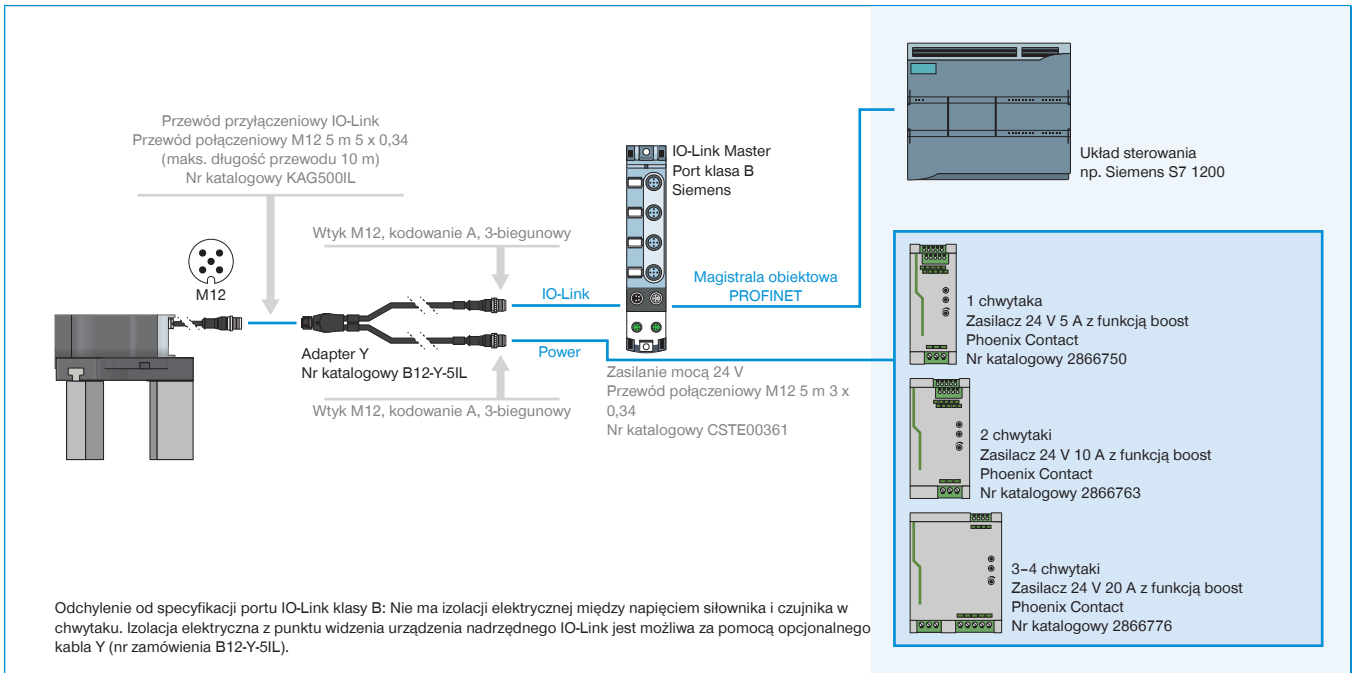 Przewód przyłączeniowy IO-Link
Przewód połączeniowy M12 5 m 5 x 0,34
(maks. długość przewodu 10 m)
Nr katalogowy KAG500IL
M12
Wtyk M12, kodowanie A, 3-biegunowy
Adapter Y
Nr katalogowy B12-Y-5IL
Wtyk M12, kodowanie A, 3-biegunowy
IO-Link
Power
IO-Link Master
Port klasa B
Siemens
Zasilanie mocą 24 V
Przewód połączeniowy M12 5 m 3 x
0,34
Nr katalogowy CSTE00361
Magistrala obiektowa
PROFINET
Układ sterowania
np. Siemens S7 1200
1 chwytaka
Zasilacz 24 V 5 A z funkcją boost
Phoenix Contact
Nr katalogowy 2866750
2 chwytaki
Zasilacz 24 V 10 A z funkcją boost
Phoenix Contact
Nr katalogowy 2866763
3–4 chwytaki
Zasilacz 24 V 20 A z funkcją boost
Phoenix Contact
Nr katalogowy 2866776
Odchylenie od specyfikacji portu IO-Link klasy B: Nie ma izolacji elektrycznej między napięciem siłownika i czujnika w
chwytaku. Izolacja elektryczna z punktu widzenia urządzenia nadrzędnego IO-Link jest możliwa za pomocą opcjonalnego
kabla Y (nr zamówienia B12-Y-5IL).